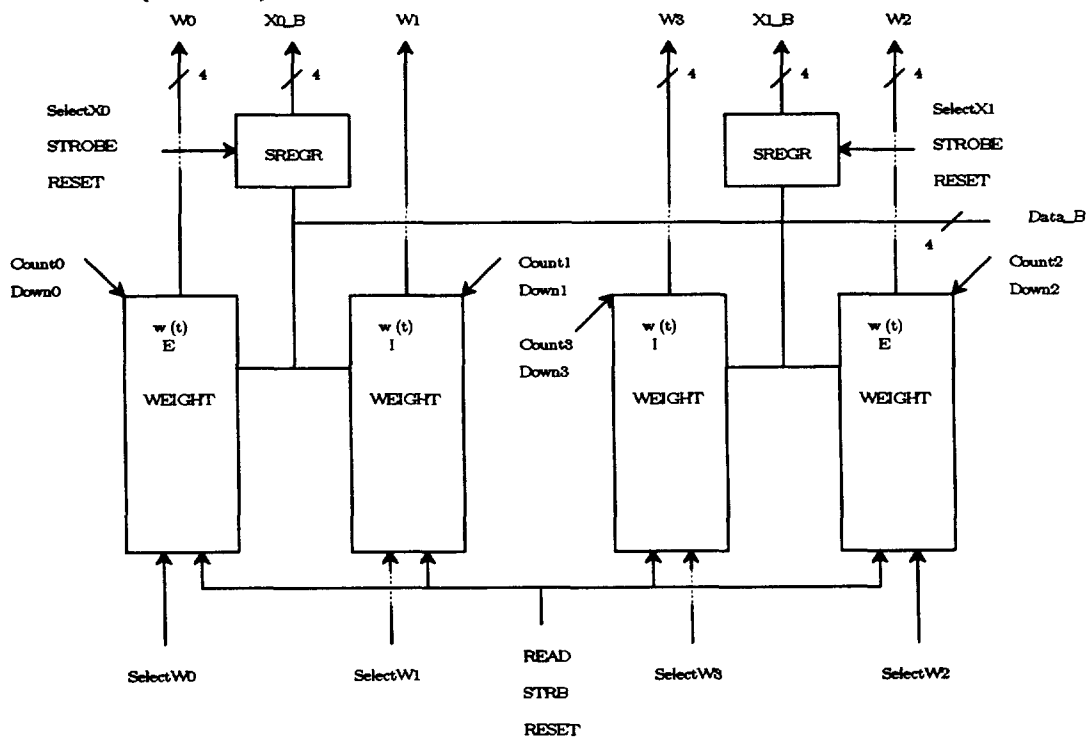 W0 X0_B W1 W3 X1_B W2
4 4 4 4 4
SelectX0 SelectX1
STROBE SREGR SREGR STROBE
RESET RESET
Data_B
4
Count0 Count1 Count2
Down0 Down1 Down2
w (t) w (t) w (t) w (t)
E I I E
Count3
Down3
WEIGHT WEIGHT WEIGHT WEIGHT
SelectW0 SelectW1 SelectW3 SelectW2
READ
STRB
RESET